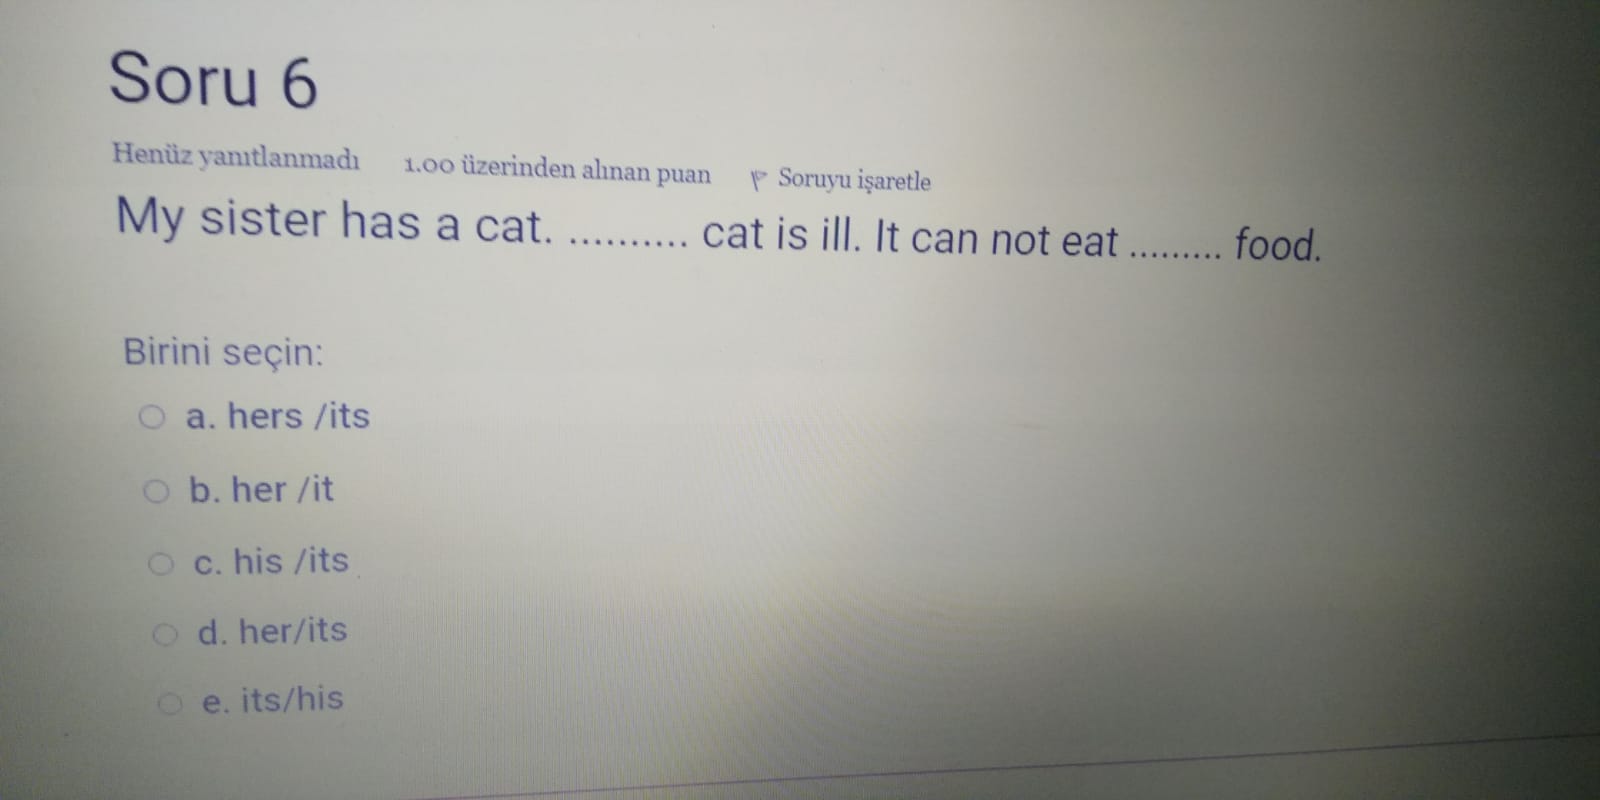 Soru 6
Henüz yanıtlanmadı 1.00 üzerinden alınan puan Soruyu işaretle
My sister has a cat. .......... cat is ill. It can not eat ......... food.
Birini seçin:
a. hers /its
b. her /it
c. his /its
d. her/its
e. its/his